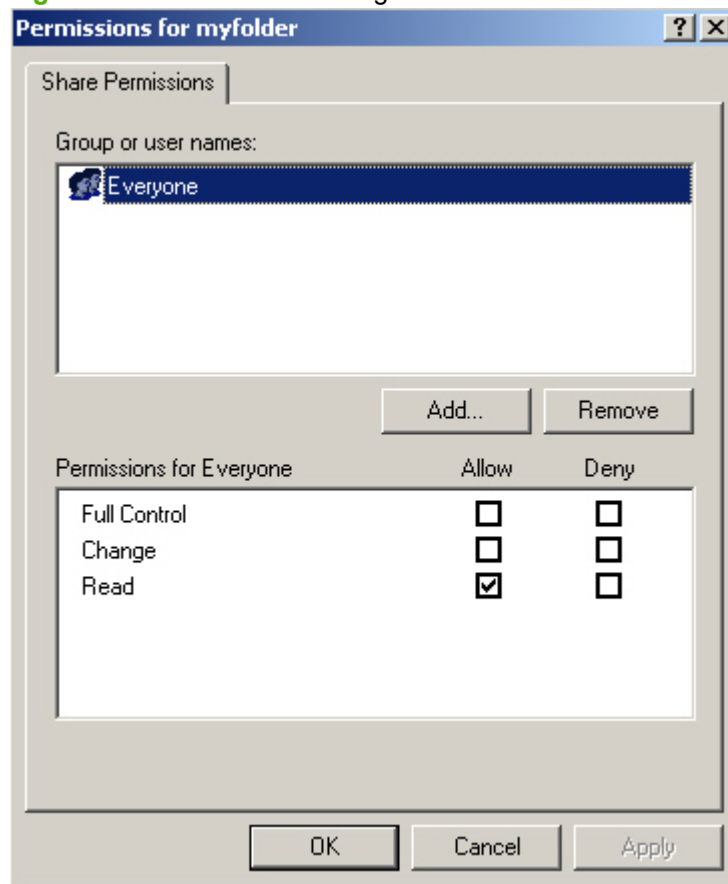 Permissions for myfolder
Share Permissions
Group or user names:
Everyone
Add... Remove
Permissions for Everyone Allow Deny
Full Control
Change
Read
OK Cancel Apply